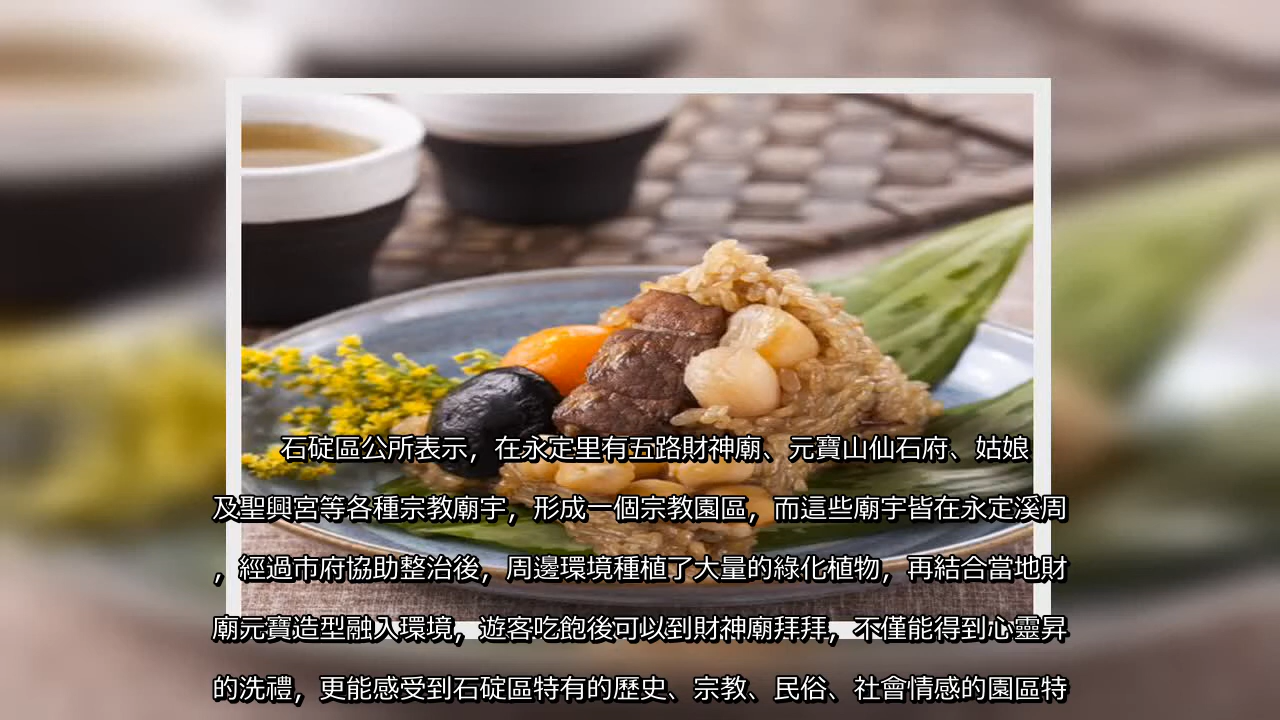 石碇區公所表示，在永定里有五路財神廟、元寶山仙石府、姑娘
及聖興宮等各種宗教廟宇，形成一個宗教園區，而這些廟宇皆在永定溪周
，經過市府協助整治後，周邊環境種植了大量的綠化植物，再結合當地財
廟元寶造型融入環境，遊客吃飽後可以到財神廟拜拜，不僅能得到心靈昇
的洗禮，更能感受到石碇區特有的歷史、宗教、民俗、社會情感的園區特